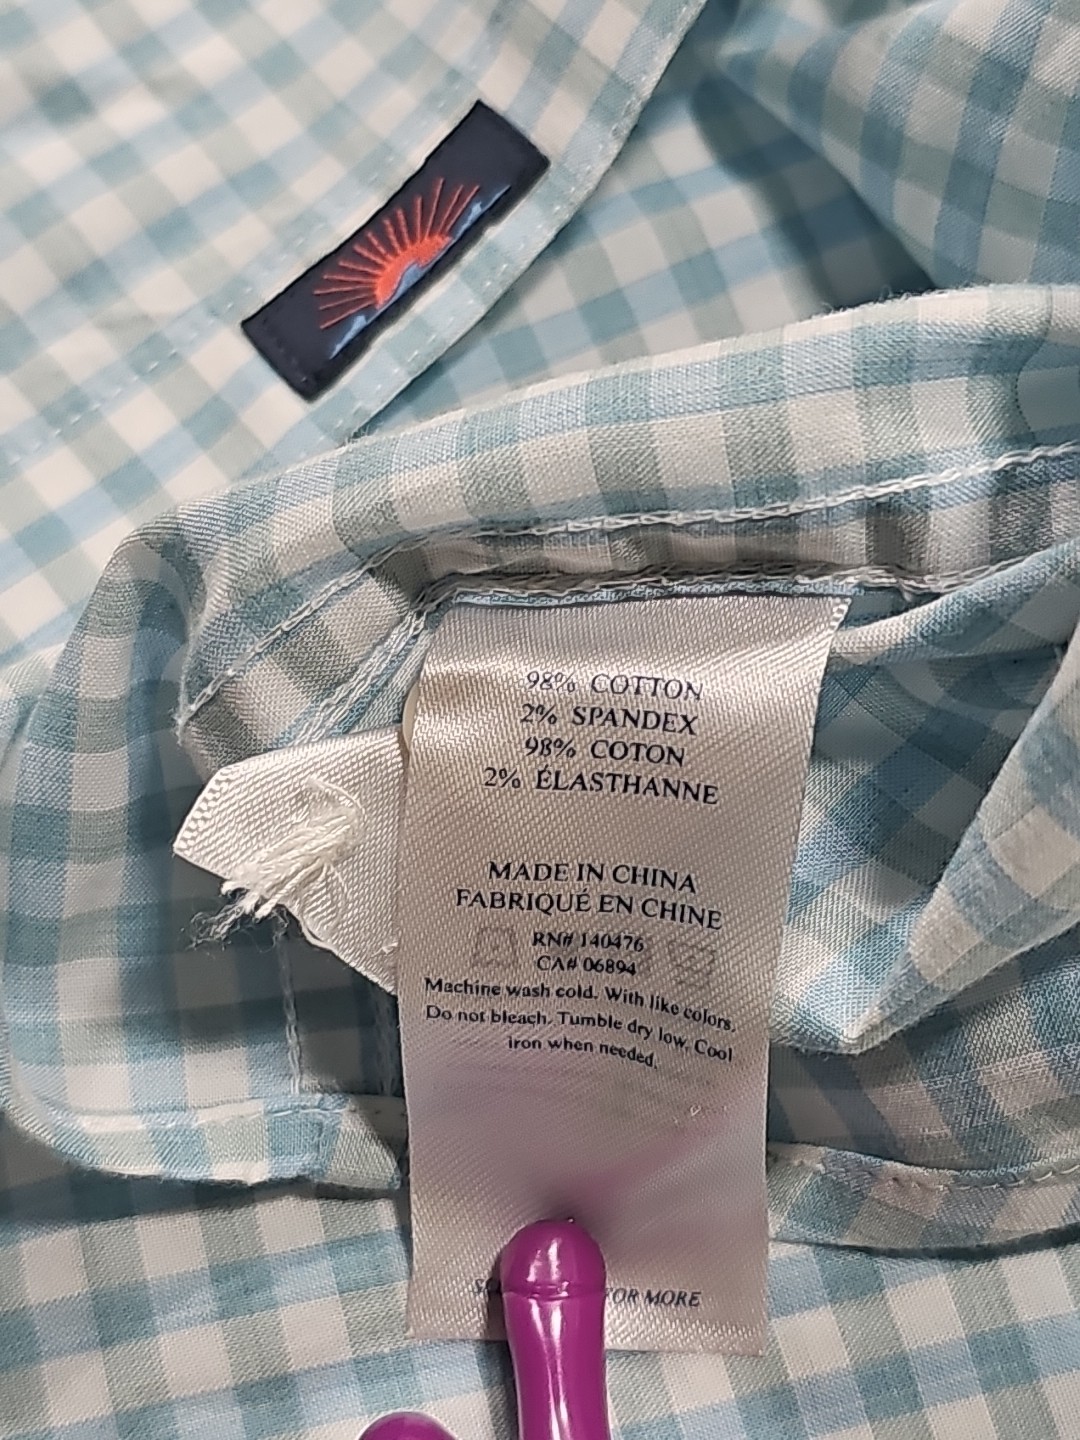 98% COTTON
2% SPANDEX
98% COTON
2% ÉLASTHANNE
MADE IN CHINA
FABRIQUÉ EN CHINE
RN# 140476
CA# 06894
Machine wash cold. With like colors.
Do not bleach. Tumble dry low. Cool
iron when needed.
MORE